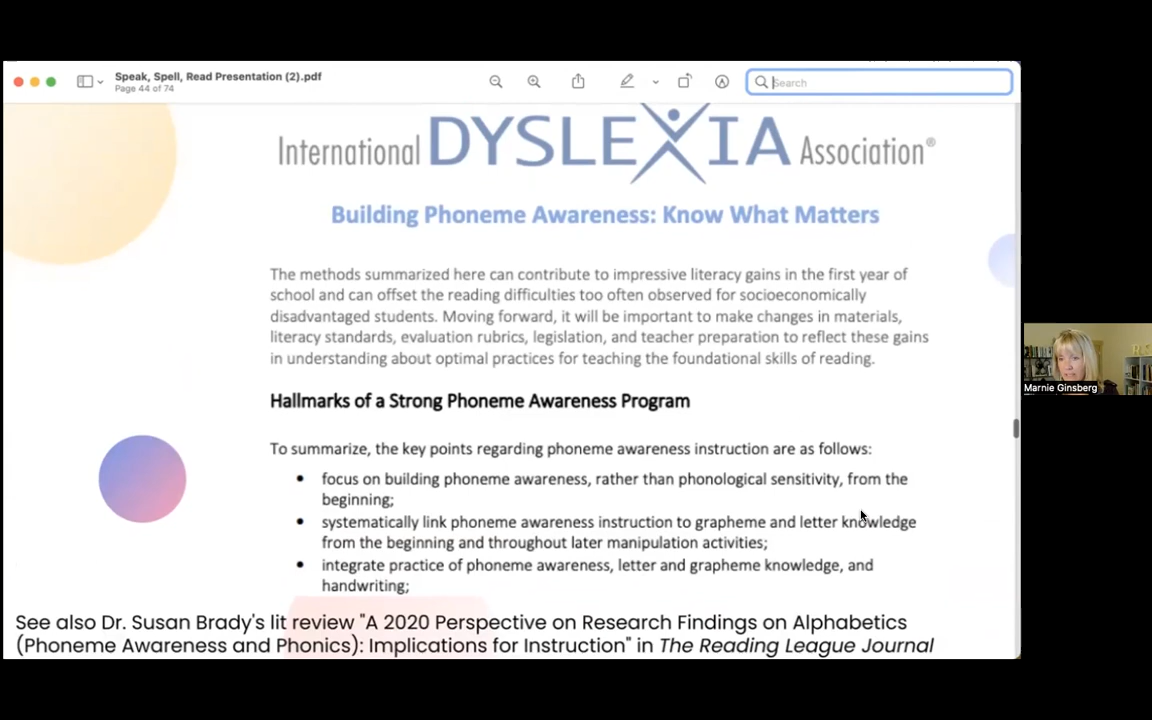 Speak, Spell, Read Presentation (2).pdf
Page 44 of 74
Search
International DYSLEXIA Association®
Building Phoneme Awareness: Know What Matters
The methods summarized here can contribute to impressive literacy gains in the first year of
school and can offset the reading difficulties too often observed for socioeconomically
disadvantaged students. Moving forward, it will be important to make changes in materials,
literacy standards, evaluation rubrics, legislation, and teacher preparation to reflect these gains
in understanding about optimal practices for teaching the foundational skills of reading.
Hallmarks of a Strong Phoneme Awareness Program
To summarize, the key points regarding phoneme awareness instruction are as follows:
• focus on building phoneme awareness, rather than phonological sensitivity, from the
beginning;
• systematically link phoneme awareness instruction to grapheme and letter knowledge
from the beginning and throughout later manipulation activities;
• integrate practice of phoneme awareness, letter and grapheme knowledge, and
handwriting;
See also Dr. Susan Brady's lit review "A 2020 Perspective on Research Findings on Alphabetics
(Phoneme Awareness and Phonics): Implications for Instruction" in The Reading League Journal
Marnie Ginsberg